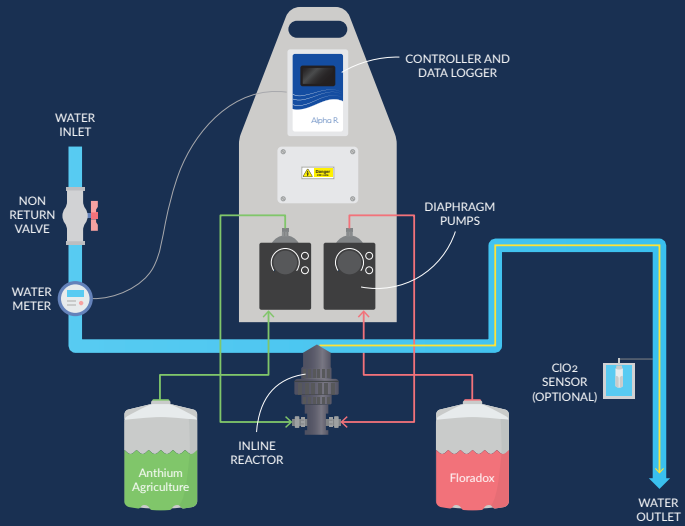 CONTROLLER AND
DATA LOGGER
Alpha R
WATER
INLET
Danger
NON
RETURN
VALVE
DIAPHRAGM
PUMPS
WATER
METER
ClO2
SENSOR
(OPTIONAL)
INLINE
REACTOR
Anthium
Agriculture
Floradox
WATER
OUTLET